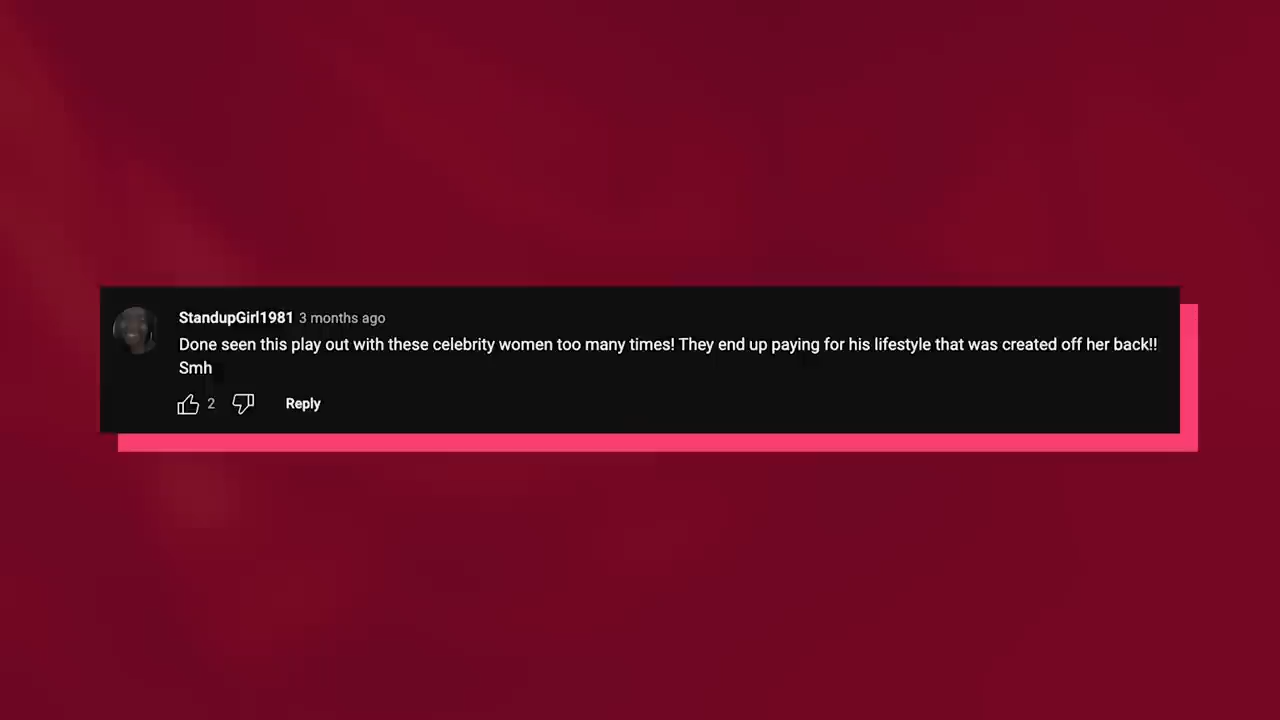 StandupGirl1981 3 months ago
Done seen this play out with these celebrity women too many times! They end up paying for his lifestyle that was created off her back!!
Smh
2 Reply